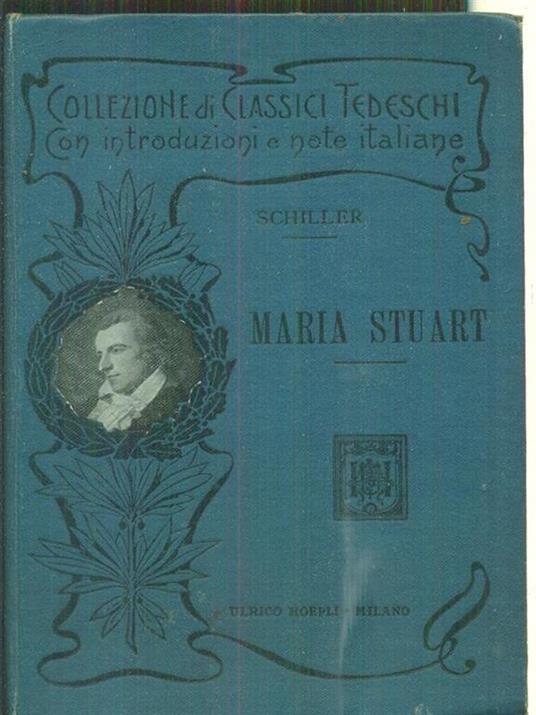 COLLEZIONE di CLASSICI TEDESCHI
Con introduzioni e note italiane
SCHILLER
MARIA STUART
ULRICO HOEPLI - MILANO